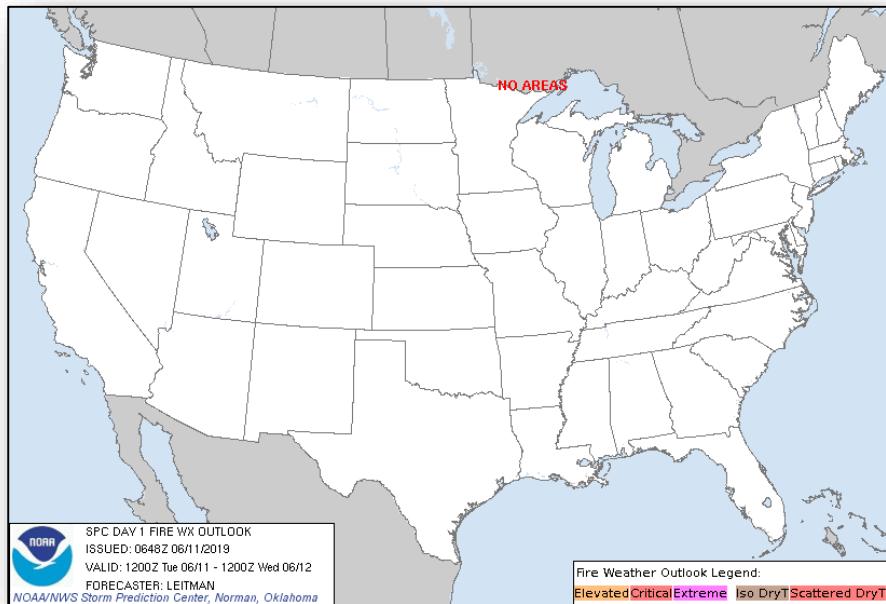 NO AREAS
NOAA
SPC DAY 1 FIRE WX OUTLOOK
ISSUED: 0648Z 06/11/2019
VALID: 1200Z Tue 06/11 - 1200Z Wed 06/12
FORECASTER: LEITMAN
NOAA/NWS Storm Prediction Center, Norman, Oklahoma
Fire Weather Outlook Legend:
Elevated Critical Extreme Iso DryT Scattered DryT